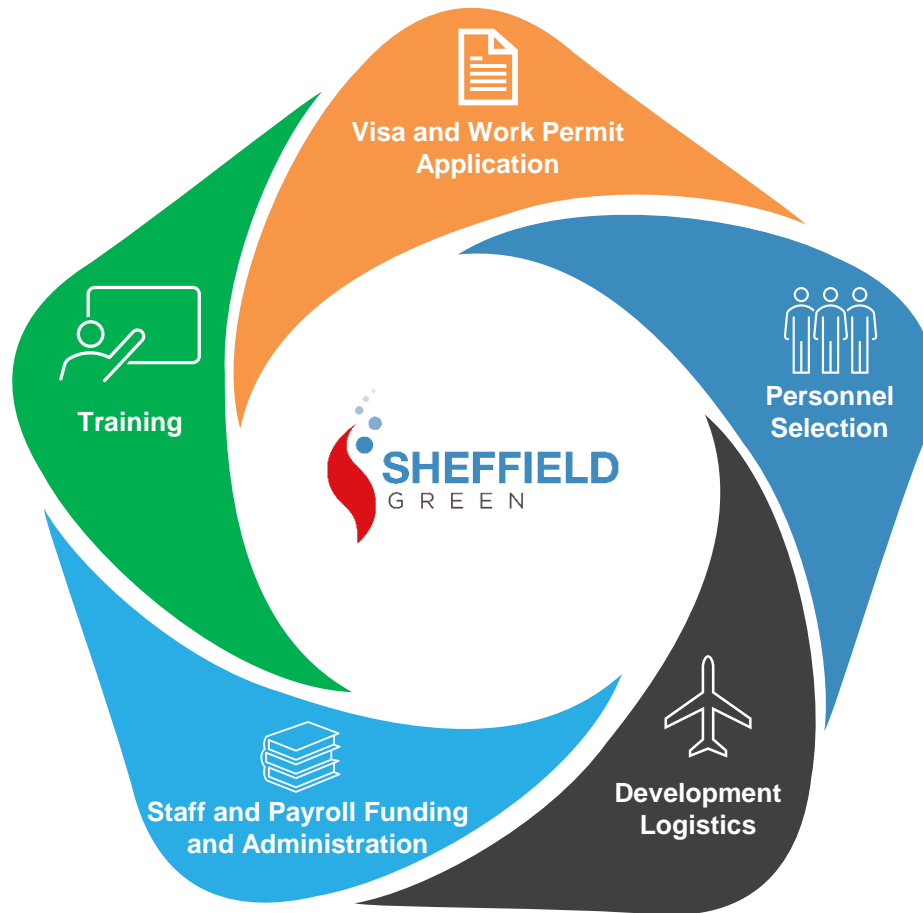 Visa and Work Permit
Application
Personnel
Selection
Training
SHEFFIELD
GREEN
Development
Logistics
Staff and Payroll Funding
and Administration